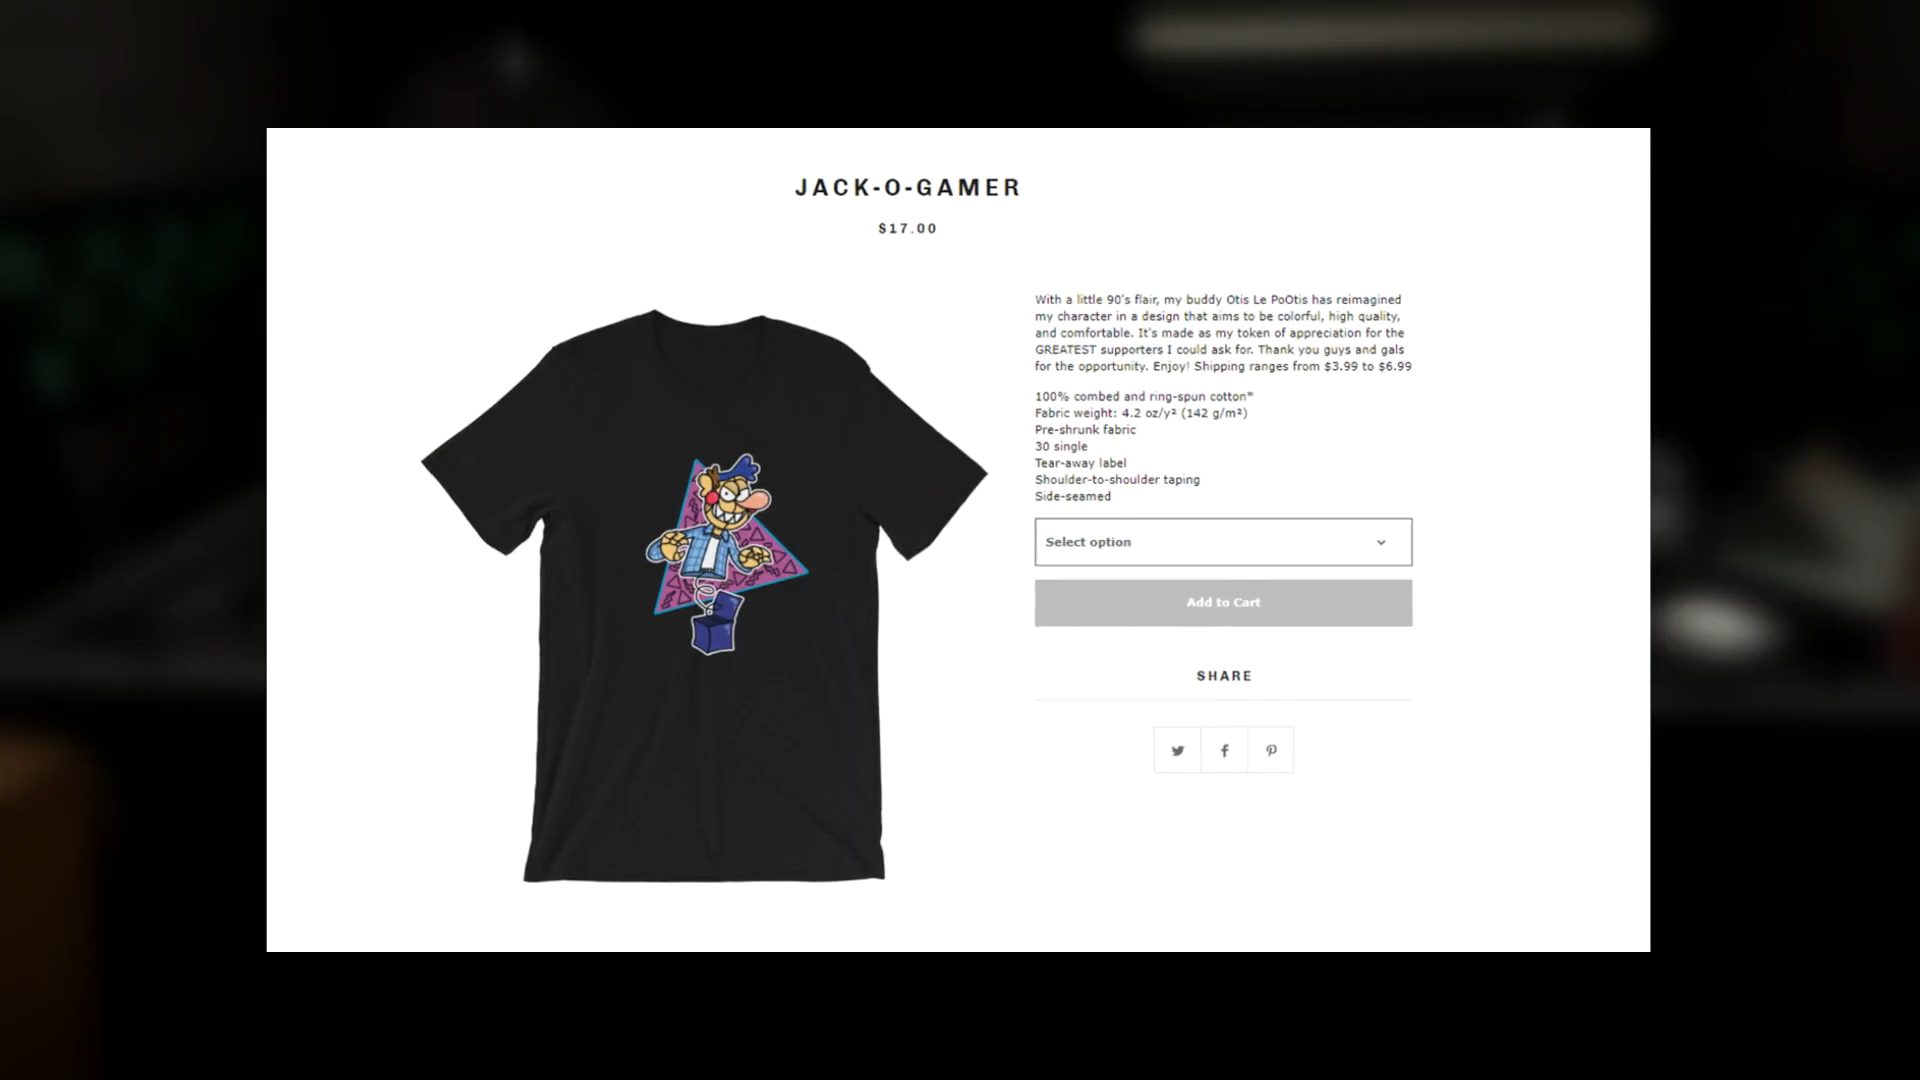 JACK-O-GAMER
$17.00
With a little 90's flair, my buddy Otis Le PoOtis has reimagined
my character in a design that aims to be colorful, high quality,
and comfortable. It's made as my token of appreciation for the
GREATEST supporters I could ask for. Thank you guys and gals
for the opportunity. Enjoy! Shipping ranges from $3.99 to $6.99
100% combed and ring-spun cotton*
Fabric weight: 4.2 oz/y² (142 g/m²)
Pre-shrunk fabric
30 single
Tear-away label
Shoulder-to-shoulder taping
Side-seamed
Select option
Add to Cart
SHARE